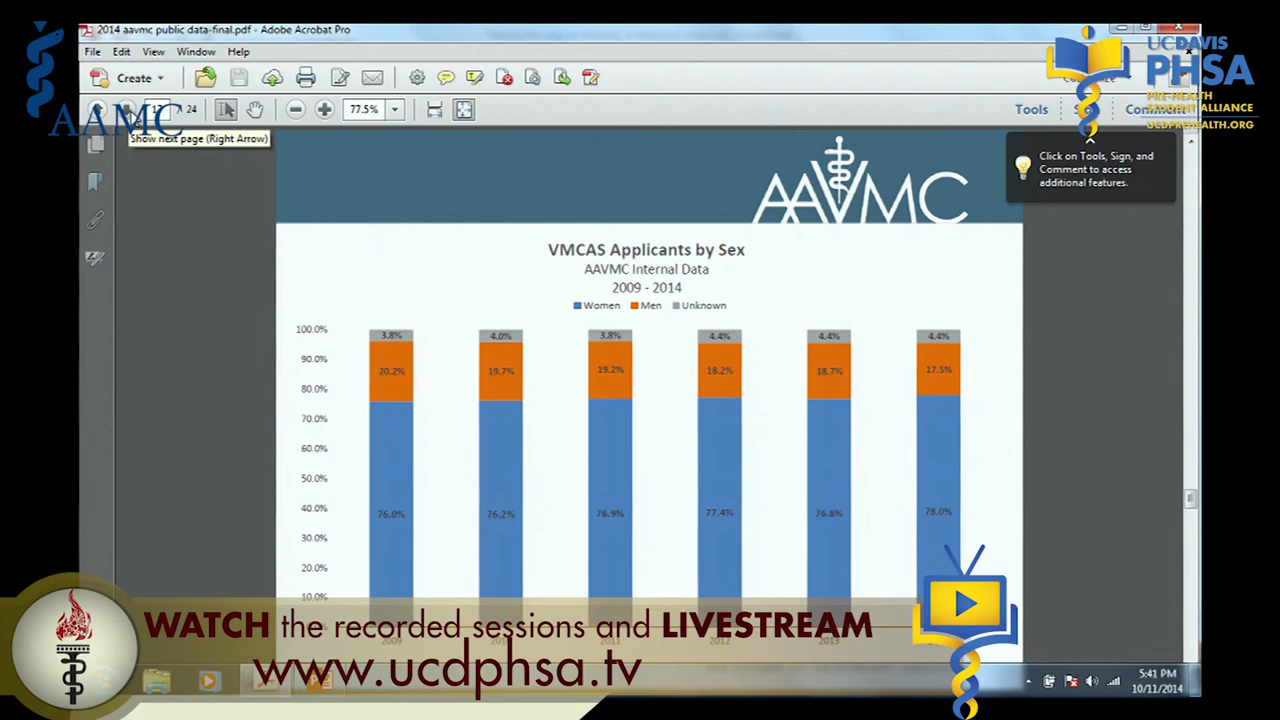 2014 aavmc public data-final.pdf - Adobe Acrobat Pro
File Edit View Window Help
Create
/ 24
77.5%
Tools
Comment
AAMC
Show next page (Right Arrow)
UCDAVIS
PHSA
PRE-HEALTH
STUDENT ALLIANCE
UCDPREHEALTH.ORG
Click on Tools, Sign, and
Comment to access
additional features.
AAVMC
VMCAS Applicants by Sex
AAVMC Internal Data
2009 - 2014
Women Men Unknown
100.0%
90.0%
80.0%
70.0%
60.0%
50.0%
40.0%
30.0%
20.0%
10.0%
3.8% 4.0% 3.8% 4.4% 4.4% 4.4%
20.2% 19.7% 19.2% 18.2% 18.7% 17.5%
76.0% 76.2% 76.9% 77.4% 76.8% 78.0%
2009 2011 2012 2013
WATCH the recorded sessions and LIVESTREAM
www.ucdphsa.tv
5:41 PM
10/11/2014